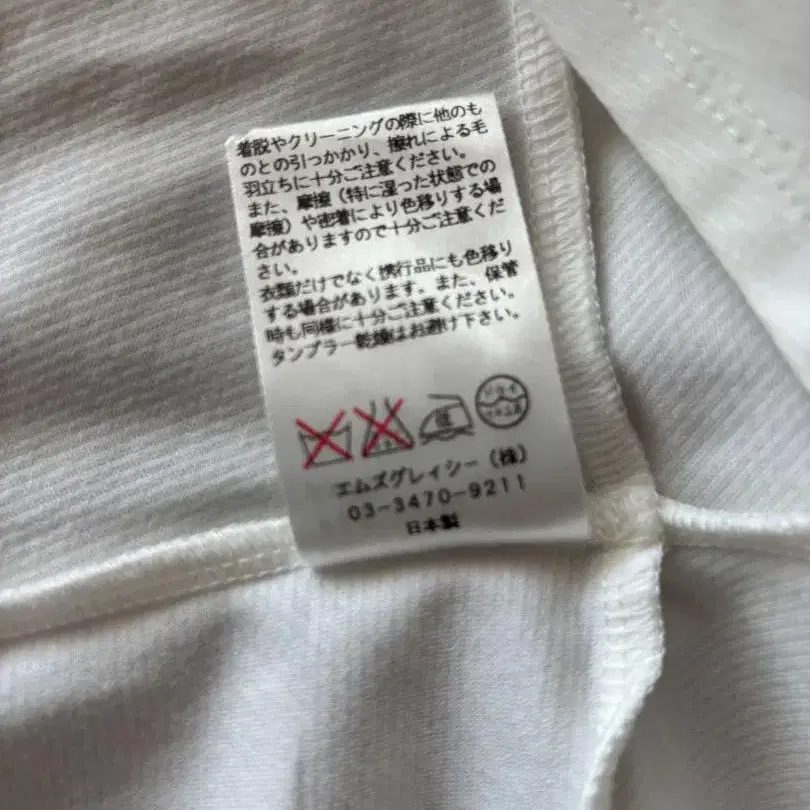 着脱やクリーニングの際に他のも
のとの引っかかり、擦れによる毛
羽立ちに十分ご注意ください。
また、摩擦（特に湿った状態での
摩擦）や密着により色移りする場
合がありますので十分ご注意くだ
さい。
衣類だけでなく携行品にも色移り
する場合があります。また、保管
時も同様に十分ご注意ください。
タンブラー乾燥はお避け下さい。
エムズグレイシー（株）
03-3470-9211
日本製